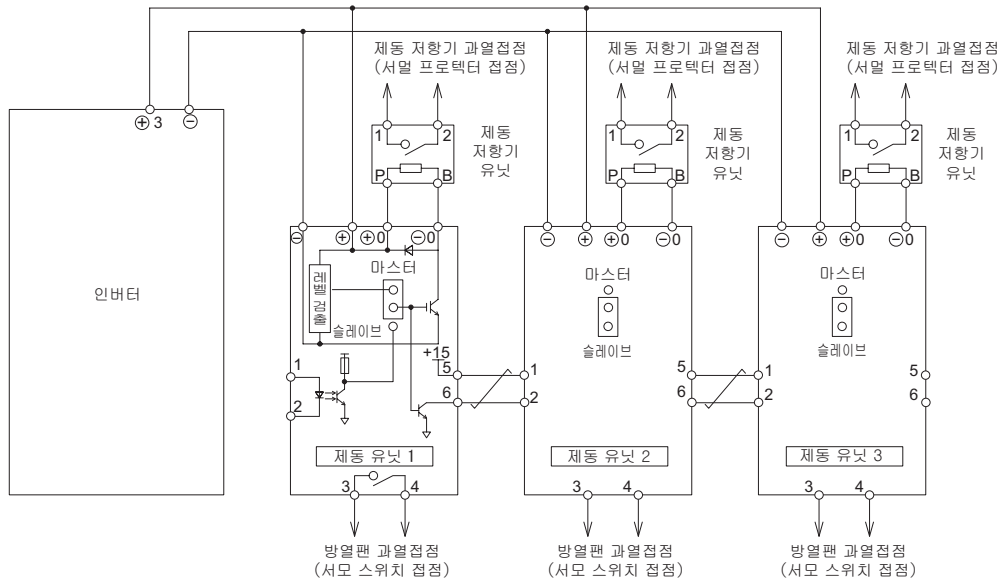 제동 저항기 과열접점
(서멀 프로텍터 접점)
제동 저항기 과열접점
(서멀 프로텍터 접점)
제동 저항기 과열접점
(서멀 프로텍터 접점)
⊕ 3 ⊖
1 2
제동
저항기
유닛
P B
1 2
제동
저항기
유닛
P B
1 2
제동
저항기
유닛
P B
인버터
⊖ ⊕ ⊕0 ⊖0
마스터
레벨 검출
슬레이브
+15
1
2
5
6
제동 유닛 1
3 4
방열팬 과열접점
(서모 스위치 접점)
⊖ ⊕ ⊕0 ⊖0
마스터
슬레이브
1
2
5
6
제동 유닛 2
3 4
방열팬 과열접점
(서모 스위치 접점)
⊖ ⊕ ⊕0 ⊖0
마스터
슬레이브
1
2
5
6
제동 유닛 3
3 4
방열팬 과열접점
(서모 스위치 접점)